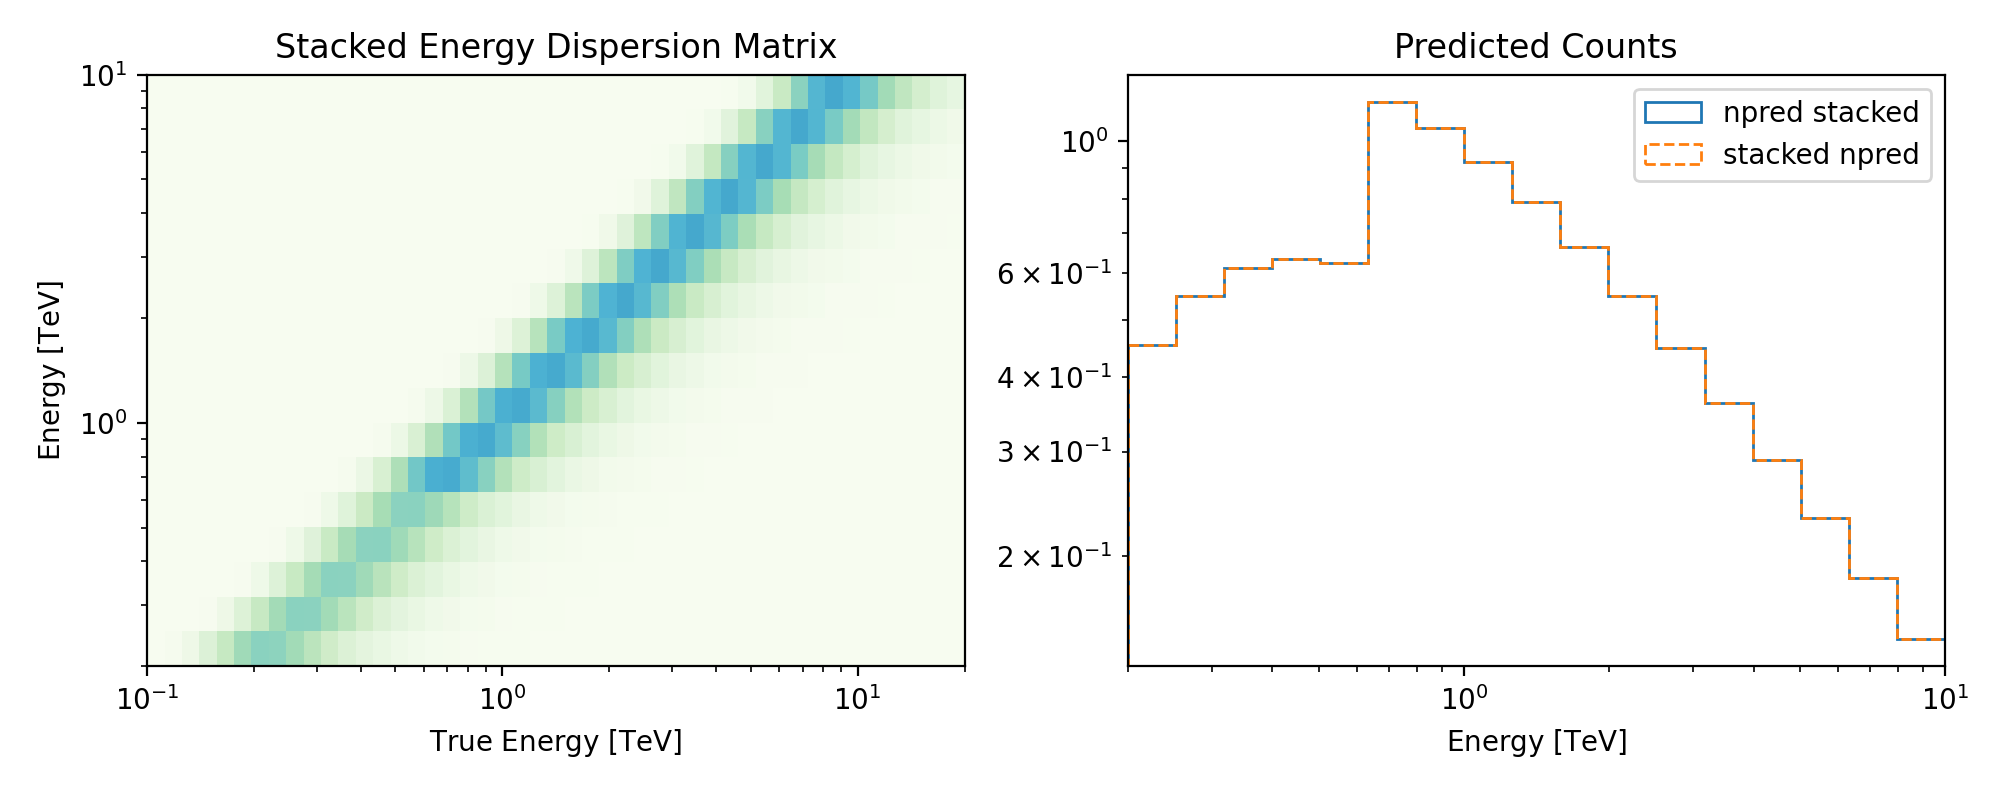 Stacked Energy Dispersion Matrix
10¹
10⁰
Energy [TeV]
10⁻¹
10⁰
10¹
True Energy [TeV]
Predicted Counts
npred stacked
stacked npred
10⁰
6×10⁻¹
4×10⁻¹
3×10⁻¹
2×10⁻¹
10⁰
10¹
Energy [TeV]